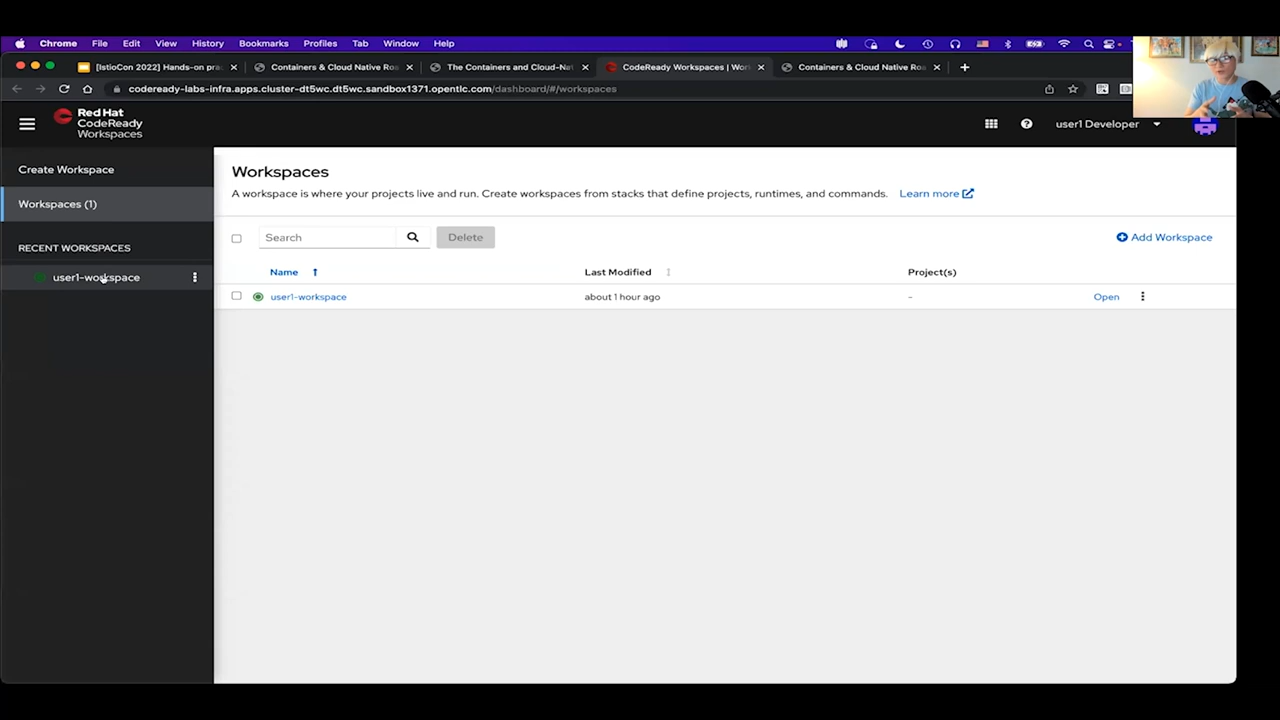 Chrome File Edit View History Bookmarks Profiles Tab Window Help
[IstioCon 2022] Hands-on pra
Containers & Cloud Native Roa
The Containers and Cloud-Nat
CodeReady Workspaces | Wor
Containers & Cloud Native Roa
codeready-labs-infra.apps.cluster-dt5wc.dt5wc.sandbox1371.opentlc.com/dashboard/#/workspaces
Red Hat
CodeReady
Workspaces
user1 Developer
Create Workspace
Workspaces (1)
RECENT WORKSPACES
user1-workspace
Workspaces
A workspace is where your projects live and run. Create workspaces from stacks that define projects, runtimes, and commands. Learn more
Search
Delete
Add Workspace
Name Last Modified Project(s)
user1-workspace about 1 hour ago - Open